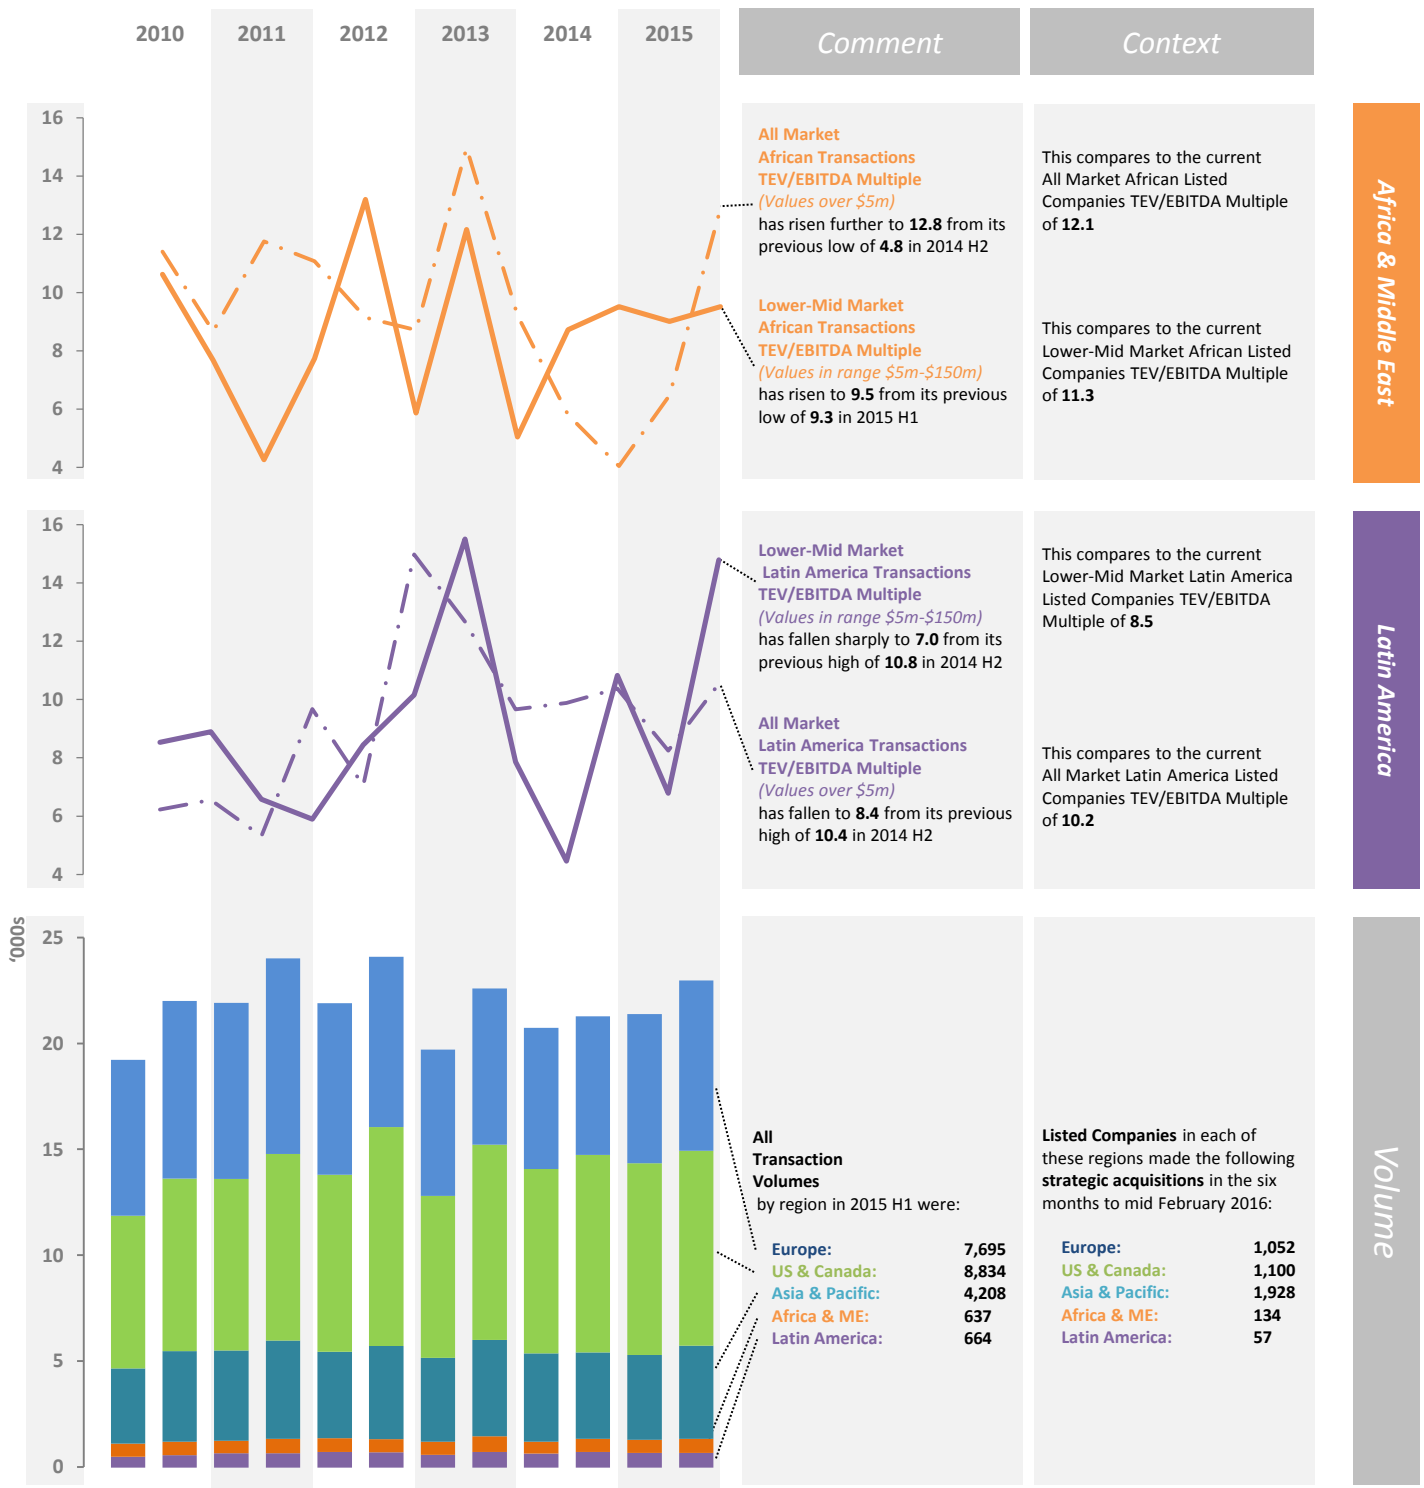 2010 2011 2012 2013 2014 2015
Comment
Context
16
14
12
10
8
6
4
All Market
African Transactions
TEV/EBITDA Multiple
(Values over $5m)
has risen further to 12.8 from its
previous low of 4.8 in 2014 H2
Lower-Mid Market
African Transactions
TEV/EBITDA Multiple
(Values in range $5m-$150m)
has risen to 9.5 from its previous
low of 9.3 in 2015 H1
This compares to the current
All Market African Listed
Companies TEV/EBITDA Multiple
of 12.1
This compares to the current
Lower-Mid Market African Listed
Companies TEV/EBITDA Multiple
of 11.3
Africa & Middle East
16
14
12
10
8
6
4
Lower-Mid Market
Latin America Transactions
TEV/EBITDA Multiple
(Values in range $5m-$150m)
has fallen sharply to 7.0 from its
previous high of 10.8 in 2014 H2
All Market
Latin America Transactions
TEV/EBITDA Multiple
(Values over $5m)
has fallen to 8.4 from its previous
high of 10.4 in 2014 H2
This compares to the current
Lower-Mid Market Latin America
Listed Companies TEV/EBITDA
Multiple of 8.5
This compares to the current
All Market Latin America Listed
Companies TEV/EBITDA Multiple
of 10.2
Latin America
'000s
25
20
15
10
5
0
All
Transaction
Volumes
by region in 2015 H1 were:
Europe: 7,695
US & Canada: 8,834
Asia & Pacific: 4,208
Africa & ME: 637
Latin America: 664
Listed Companies in each of
these regions made the following
strategic acquisitions in the six
months to mid February 2016:
Europe: 1,052
US & Canada: 1,100
Asia & Pacific: 1,928
Africa & ME: 134
Latin America: 57
Volume